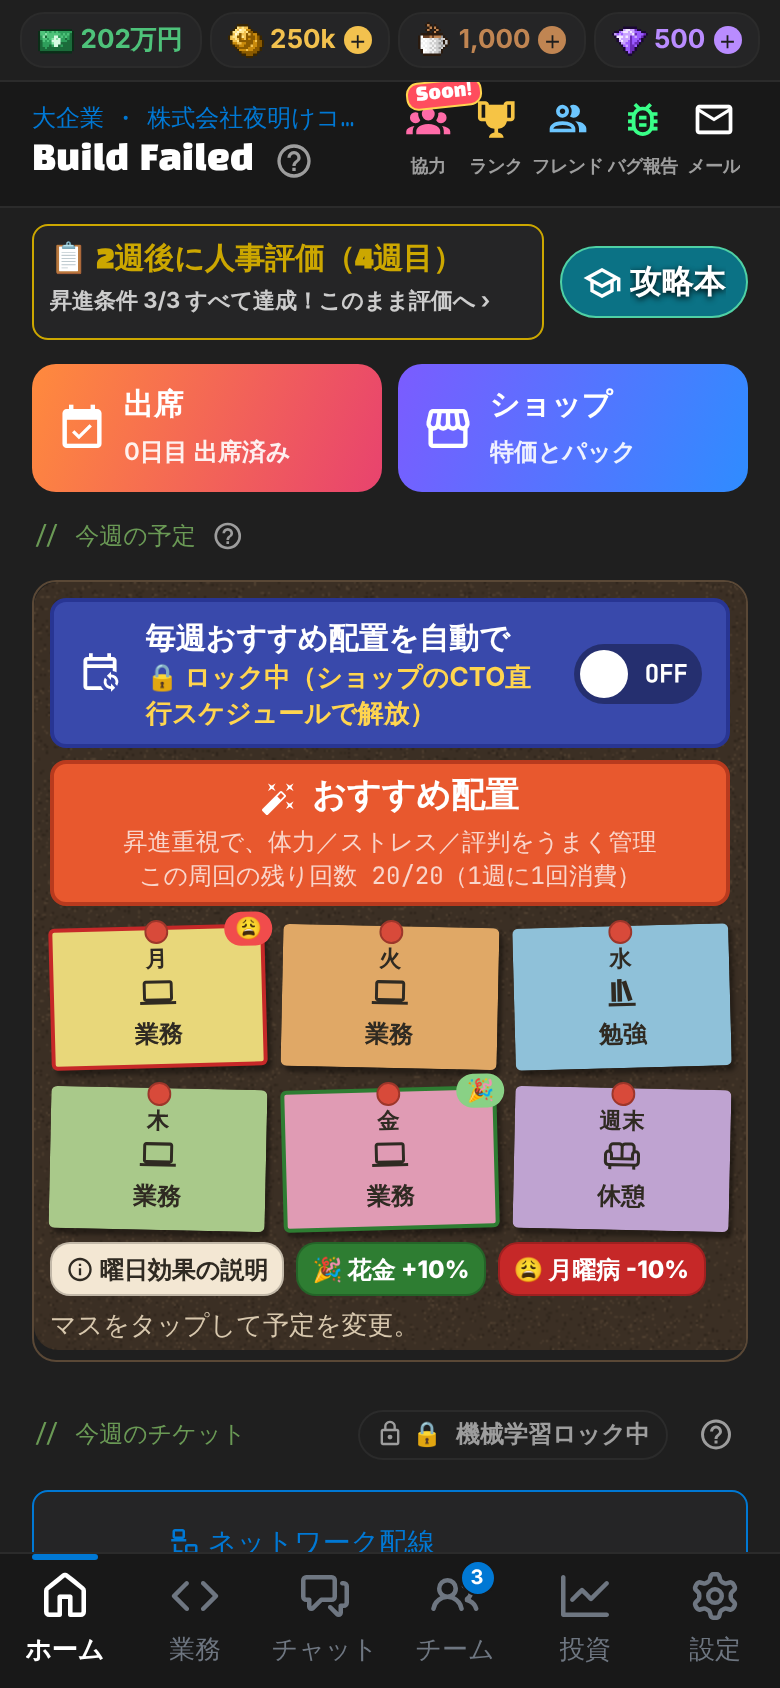 202万円
250k
1,000
500
大企業 · 株式会社夜明けコ…
Build Failed
Soon!
協力
ランク
フレンド
バグ報告
メール
2週後に人事評価（4週目）
昇進条件 3/3 すべて達成！このまま評価へ ›
攻略本
出席
0日目 出席済み
ショップ
特価とパック
// 今週の予定
毎週おすすめ配置を自動で
🔒 ロック中（ショップのCTO直
行スケジュールで解放）
OFF
おすすめ配置
昇進重視で、体力／ストレス／評判をうまく管理
この周回の残り回数 20/20（1週に1回消費）
月
業務
火
業務
水
勉強
木
業務
金
業務
週末
休憩
曜日効果の説明
🎉 花金 +10%
😩 月曜病 -10%
マスをタップして予定を変更。
// 今週のチケット
🔒 機械学習ロック中
ネットワーク配線
3
ホーム
業務
チャット
チーム
投資
設定